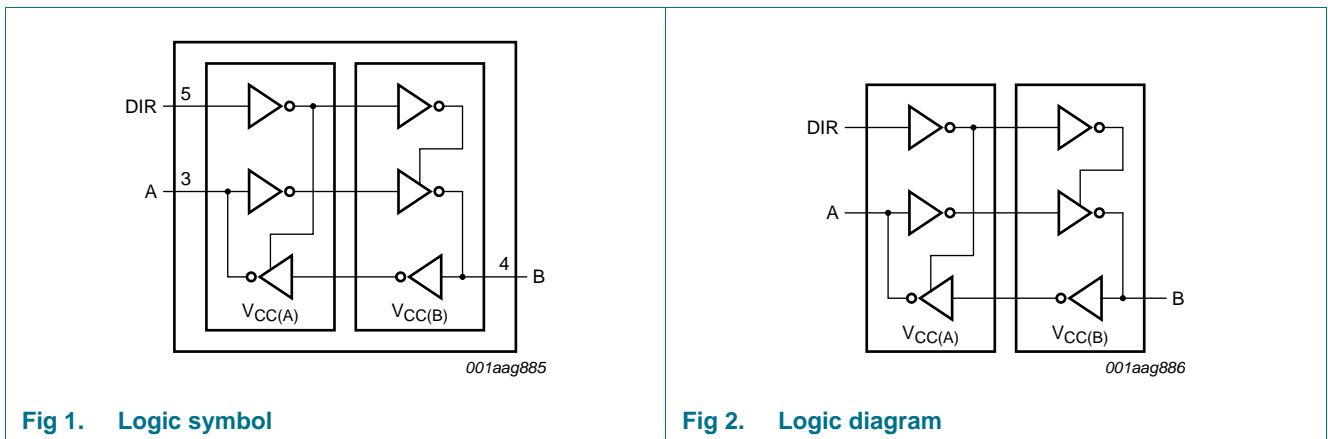 DIR
5
A
3
4
B
VCC(A)
VCC(B)
001aag885
Fig 1. Logic symbol
DIR
A
B
VCC(A)
VCC(B)
001aag886
Fig 2. Logic diagram